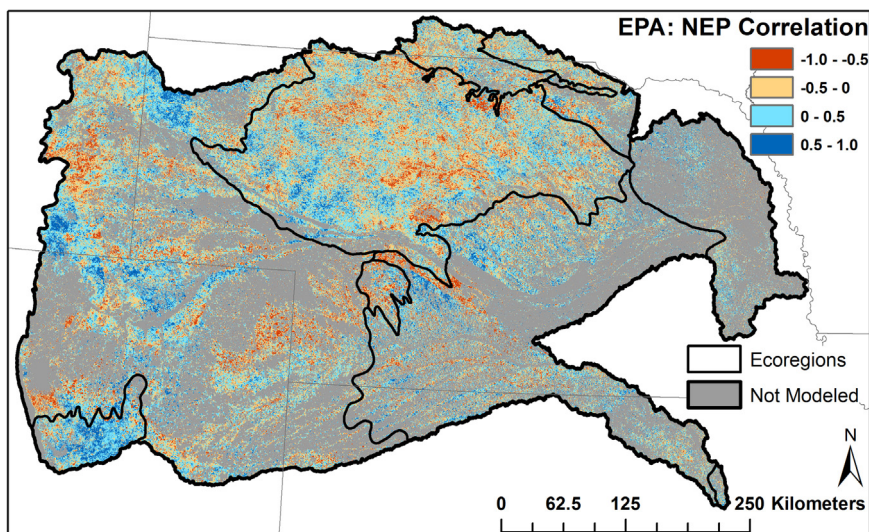 EPA: NEP Correlation
-1.0 - -0.5
-0.5 - 0
0 - 0.5
0.5 - 1.0
Ecoregions
Not Modeled
N
0 62.5 125 250 Kilometers